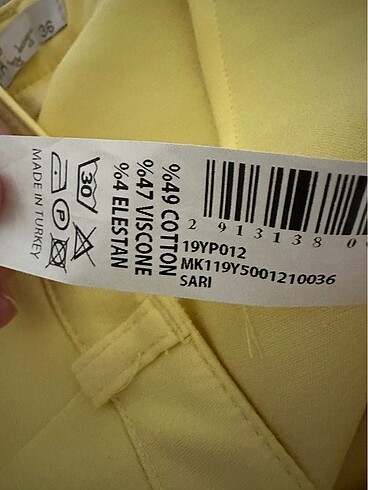 36
%49 COTTON
%47 VISCONE
%4 ELESTAN
30
P
MADE IN TURKEY
2 913138 0
19YP012
MK119Y5001210036
SARI